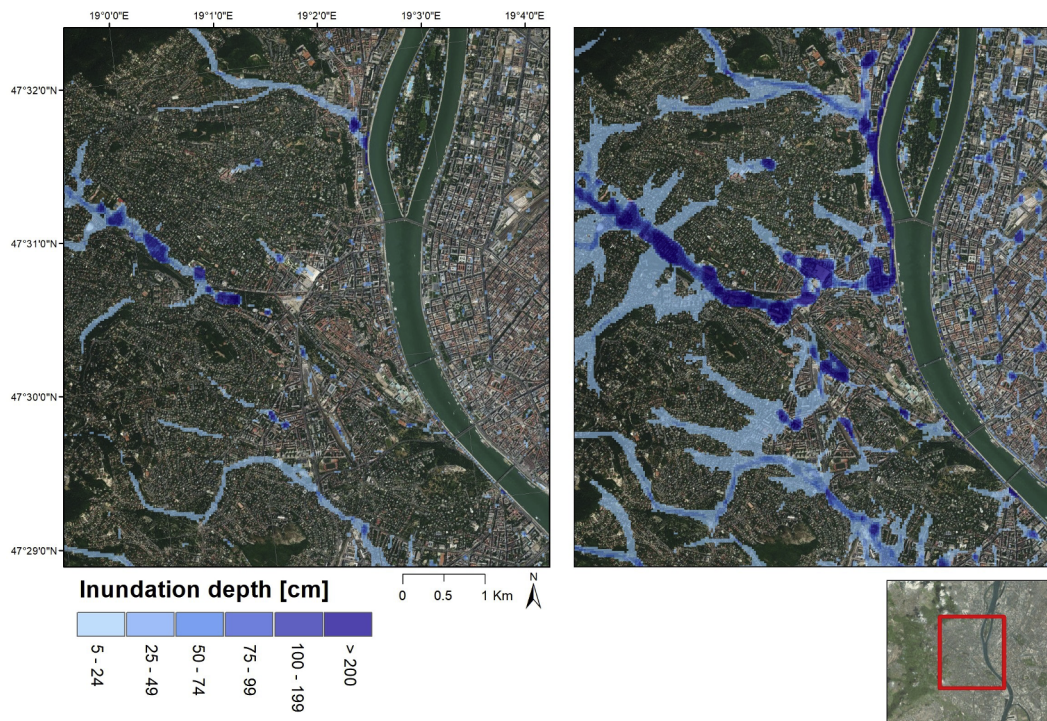 19°0'0"E 19°1'0"E 19°2'0"E 19°3'0"E 19°4'0"E
47°32'0"N
47°31'0"N
47°30'0"N
47°29'0"N
Inundation depth [cm]
5 - 24
25 - 49
50 - 74
75 - 99
100 - 199
> 200
0 0.5 1 Km
N